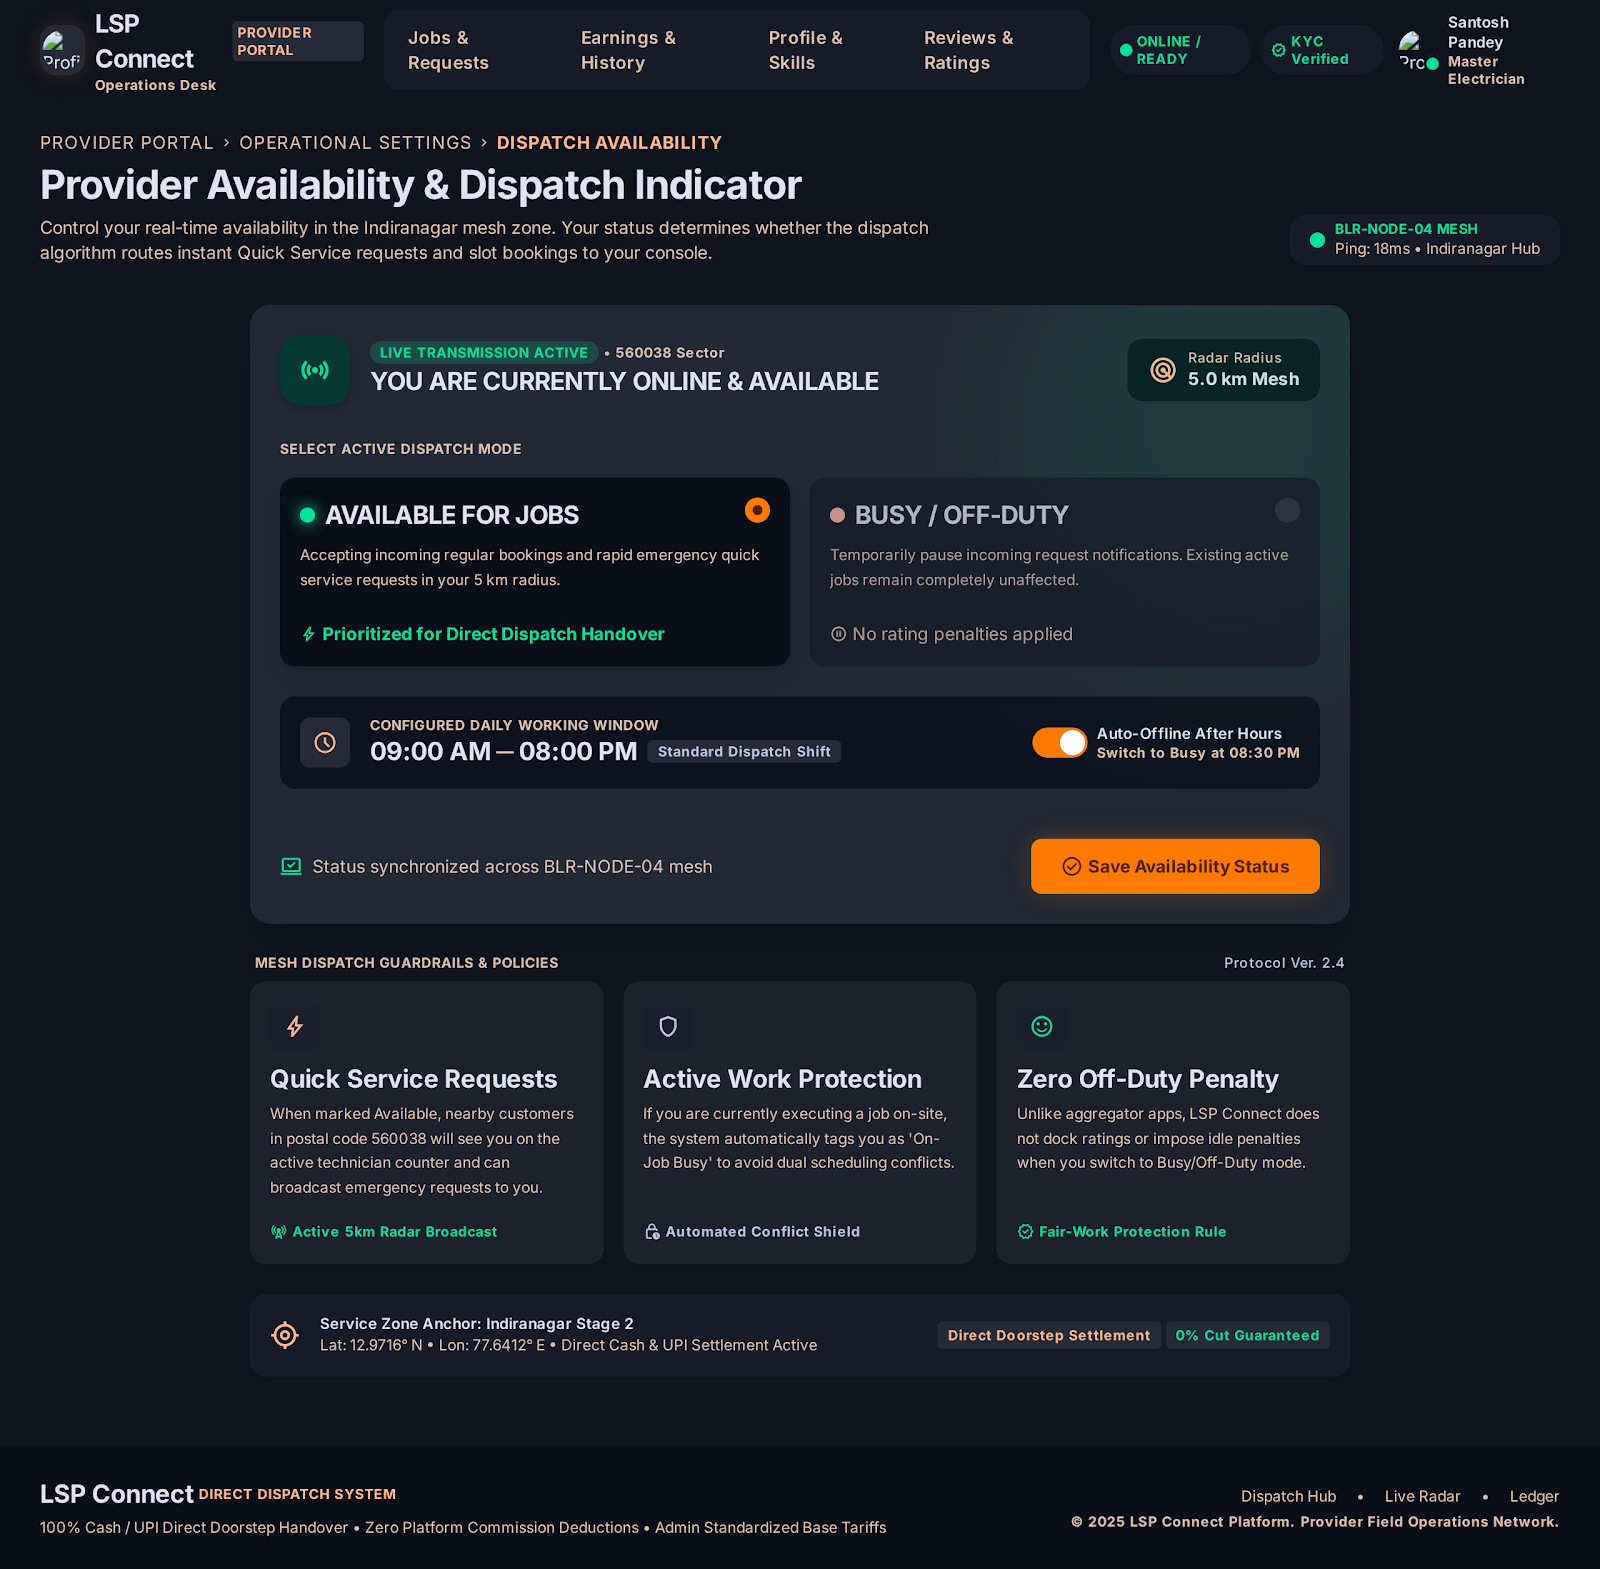 Profi
LSP
Connect
Operations Desk
PROVIDER
PORTAL
Jobs &
Requests
Earnings &
History
Profile &
Skills
Reviews &
Ratings
ONLINE /
READY
KYC
Verified
Pro
Santosh
Pandey
Master
Electrician
PROVIDER PORTAL › OPERATIONAL SETTINGS › DISPATCH AVAILABILITY
Provider Availability & Dispatch Indicator
Control your real-time availability in the Indiranagar mesh zone. Your status determines whether the dispatch
algorithm routes instant Quick Service requests and slot bookings to your console.
BLR-NODE-04 MESH
Ping: 18ms • Indiranagar Hub
LIVE TRANSMISSION ACTIVE • 560038 Sector
YOU ARE CURRENTLY ONLINE & AVAILABLE
Radar Radius
5.0 km Mesh
SELECT ACTIVE DISPATCH MODE
AVAILABLE FOR JOBS
Accepting incoming regular bookings and rapid emergency quick
service requests in your 5 km radius.
Prioritized for Direct Dispatch Handover
BUSY / OFF-DUTY
Temporarily pause incoming request notifications. Existing active
jobs remain completely unaffected.
No rating penalties applied
CONFIGURED DAILY WORKING WINDOW
09:00 AM — 08:00 PM Standard Dispatch Shift
Auto-Offline After Hours
Switch to Busy at 08:30 PM
Status synchronized across BLR-NODE-04 mesh
Save Availability Status
MESH DISPATCH GUARDRAILS & POLICIES
Protocol Ver. 2.4
Quick Service Requests
When marked Available, nearby customers
in postal code 560038 will see you on the
active technician counter and can
broadcast emergency requests to you.
Active 5km Radar Broadcast
Active Work Protection
If you are currently executing a job on-site,
the system automatically tags you as 'On-
Job Busy' to avoid dual scheduling conflicts.
Automated Conflict Shield
Zero Off-Duty Penalty
Unlike aggregator apps, LSP Connect does
not dock ratings or impose idle penalties
when you switch to Busy/Off-Duty mode.
Fair-Work Protection Rule
Service Zone Anchor: Indiranagar Stage 2
Lat: 12.9716° N • Lon: 77.6412° E • Direct Cash & UPI Settlement Active
Direct Doorstep Settlement
0% Cut Guaranteed
LSP Connect DIRECT DISPATCH SYSTEM
100% Cash / UPI Direct Doorstep Handover • Zero Platform Commission Deductions • Admin Standardized Base Tariffs
Dispatch Hub • Live Radar • Ledger
© 2025 LSP Connect Platform. Provider Field Operations Network.